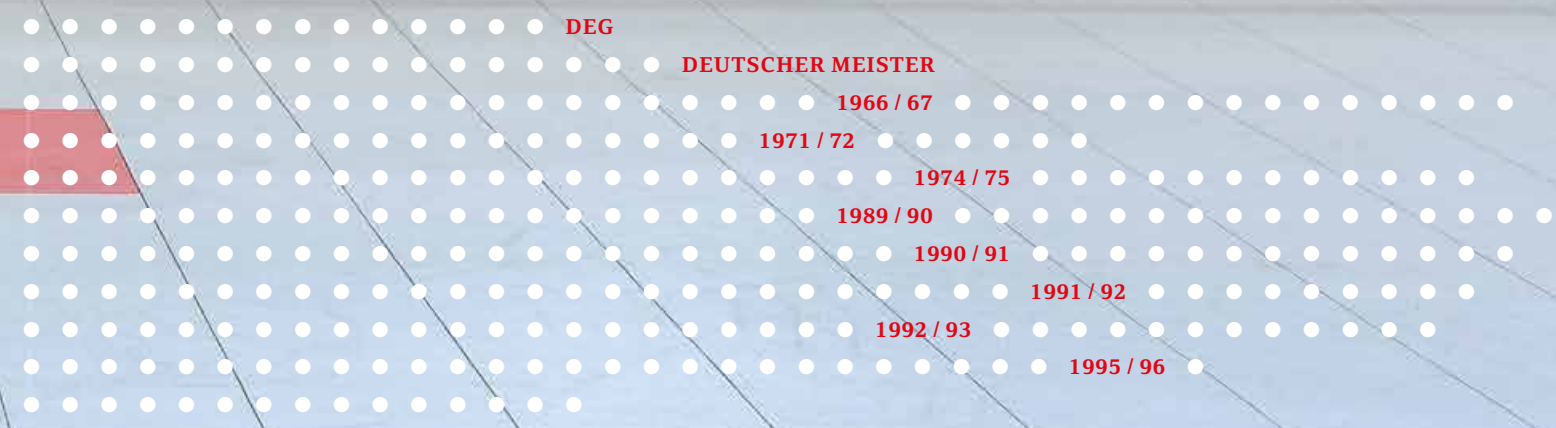 DEG
DEUTSCHER MEISTER
1966 / 67
1971 / 72
1974 / 75
1989 / 90
1990 / 91
1991 / 92
1992 / 93
1995 / 96